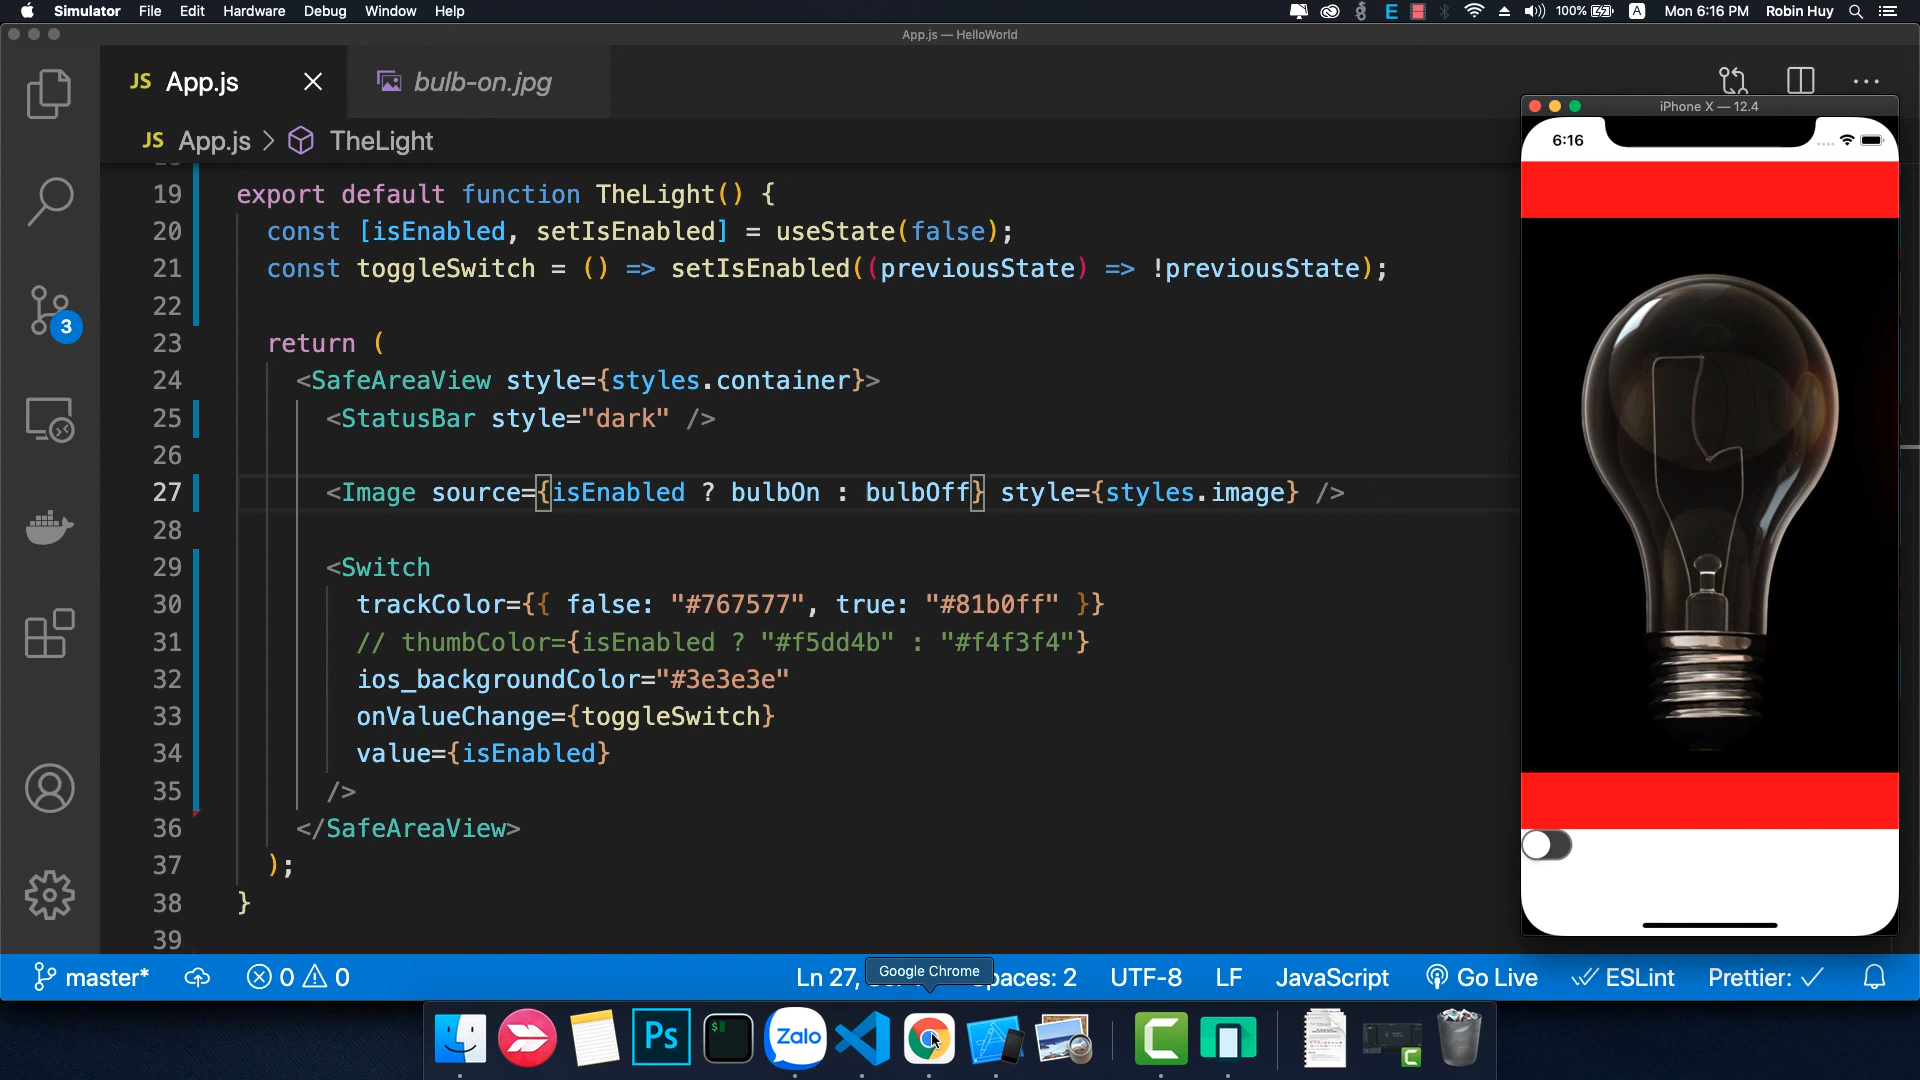 Simulator File Edit Hardware Debug Window Help
100% A Mon 6:16 PM Robin Huy
App.js — HelloWorld
JS App.js
bulb-on.jpg
JS App.js > TheLight
3
19 export default function TheLight() {
20 const [isEnabled, setIsEnabled] = useState(false);
21 const toggleSwitch = () => setIsEnabled((previousState) => !previousState);
22
23 return (
24 <SafeAreaView style={styles.container}>
25 <StatusBar style="dark" />
26
27 <Image source={isEnabled ? bulbOn : bulbOff} style={styles.image} />
28
29 <Switch
30 trackColor={{ false: "#767577", true: "#81b0ff" }}
31 // thumbColor={isEnabled ? "#f5dd4b" : "#f4f3f4"}
32 ios_backgroundColor="#3e3e3e"
33 onValueChange={toggleSwitch}
34 value={isEnabled}
35 />
36 </SafeAreaView>
37 );
38 }
39
iPhone X — 12.4
6:16
master* 0 0 Ln 27, paces: 2 UTF-8 LF JavaScript Go Live ESLint Prettier: ✓
Google Chrome
Ps
$
Zalo